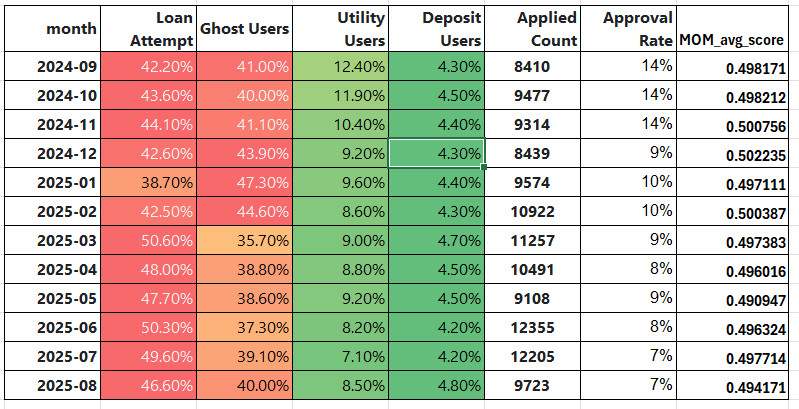 month Loan Attempt Ghost Users Utility Users Deposit Users Applied Count Approval Rate MOM_avg_score
2024-09 42.20% 41.00% 12.40% 4.30% 8410 14% 0.498171
2024-10 43.60% 40.00% 11.90% 4.50% 9477 14% 0.498212
2024-11 44.10% 41.10% 10.40% 4.40% 9314 14% 0.500756
2024-12 42.60% 43.90% 9.20% 4.30% 8439 9% 0.502235
2025-01 38.70% 47.30% 9.60% 4.40% 9574 10% 0.497111
2025-02 42.50% 44.60% 8.60% 4.30% 10922 10% 0.500387
2025-03 50.60% 35.70% 9.00% 4.70% 11257 9% 0.497383
2025-04 48.00% 38.80% 8.80% 4.50% 10491 8% 0.496016
2025-05 47.70% 38.60% 9.20% 4.50% 9108 9% 0.490947
2025-06 50.30% 37.30% 8.20% 4.20% 12355 8% 0.496324
2025-07 49.60% 39.10% 7.10% 4.20% 12205 7% 0.497714
2025-08 46.60% 40.00% 8.50% 4.80% 9723 7% 0.494171